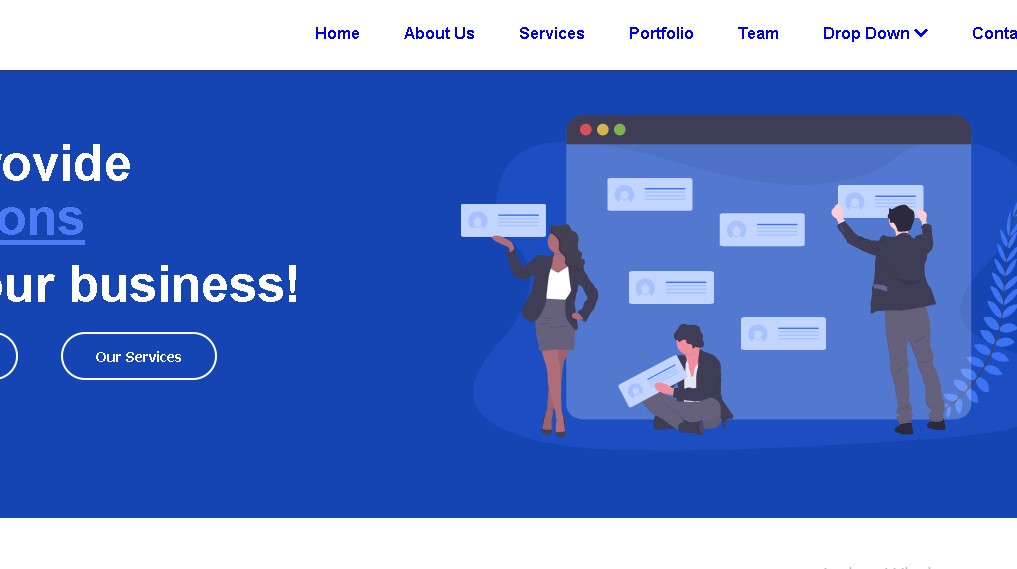 Home About Us Services Portfolio Team Drop Down Conta
rovide
ons
our business!
Our Services